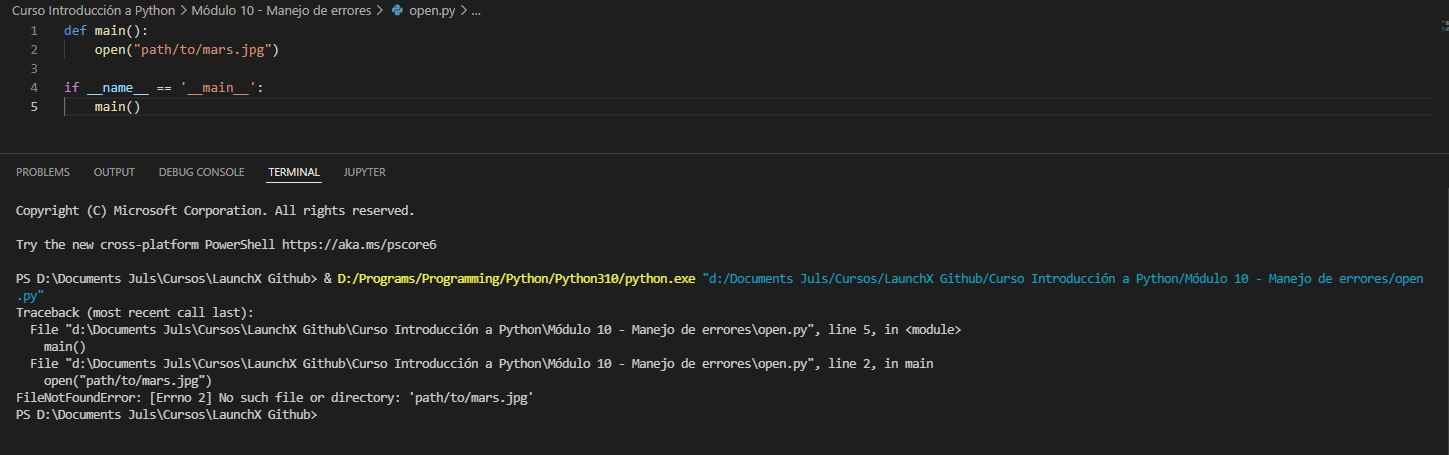 Curso Introducción a Python > Módulo 10 - Manejo de errores > open.py > ...
1 def main():
2     open("path/to/mars.jpg")
3
4 if __name__ == '__main__':
5     main()
PROBLEMS OUTPUT DEBUG CONSOLE TERMINAL JUPYTER
Copyright (C) Microsoft Corporation. All rights reserved.
Try the new cross-platform PowerShell https://aka.ms/pscore6
PS D:\Documents Juls\Cursos\LaunchX Github> & D:/Programs/Programming/Python/Python310/python.exe "d:/Documents Juls/Cursos/LaunchX Github/Curso Introducción a Python/Módulo 10 - Manejo de errores/open
.py"
Traceback (most recent call last):
  File "d:\Documents Juls\Cursos\LaunchX Github\Curso Introducción a Python\Módulo 10 - Manejo de errores\open.py", line 5, in <module>
    main()
  File "d:\Documents Juls\Cursos\LaunchX Github\Curso Introducción a Python\Módulo 10 - Manejo de errores\open.py", line 2, in main
    open("path/to/mars.jpg")
FileNotFoundError: [Errno 2] No such file or directory: 'path/to/mars.jpg'
PS D:\Documents Juls\Cursos\LaunchX Github>